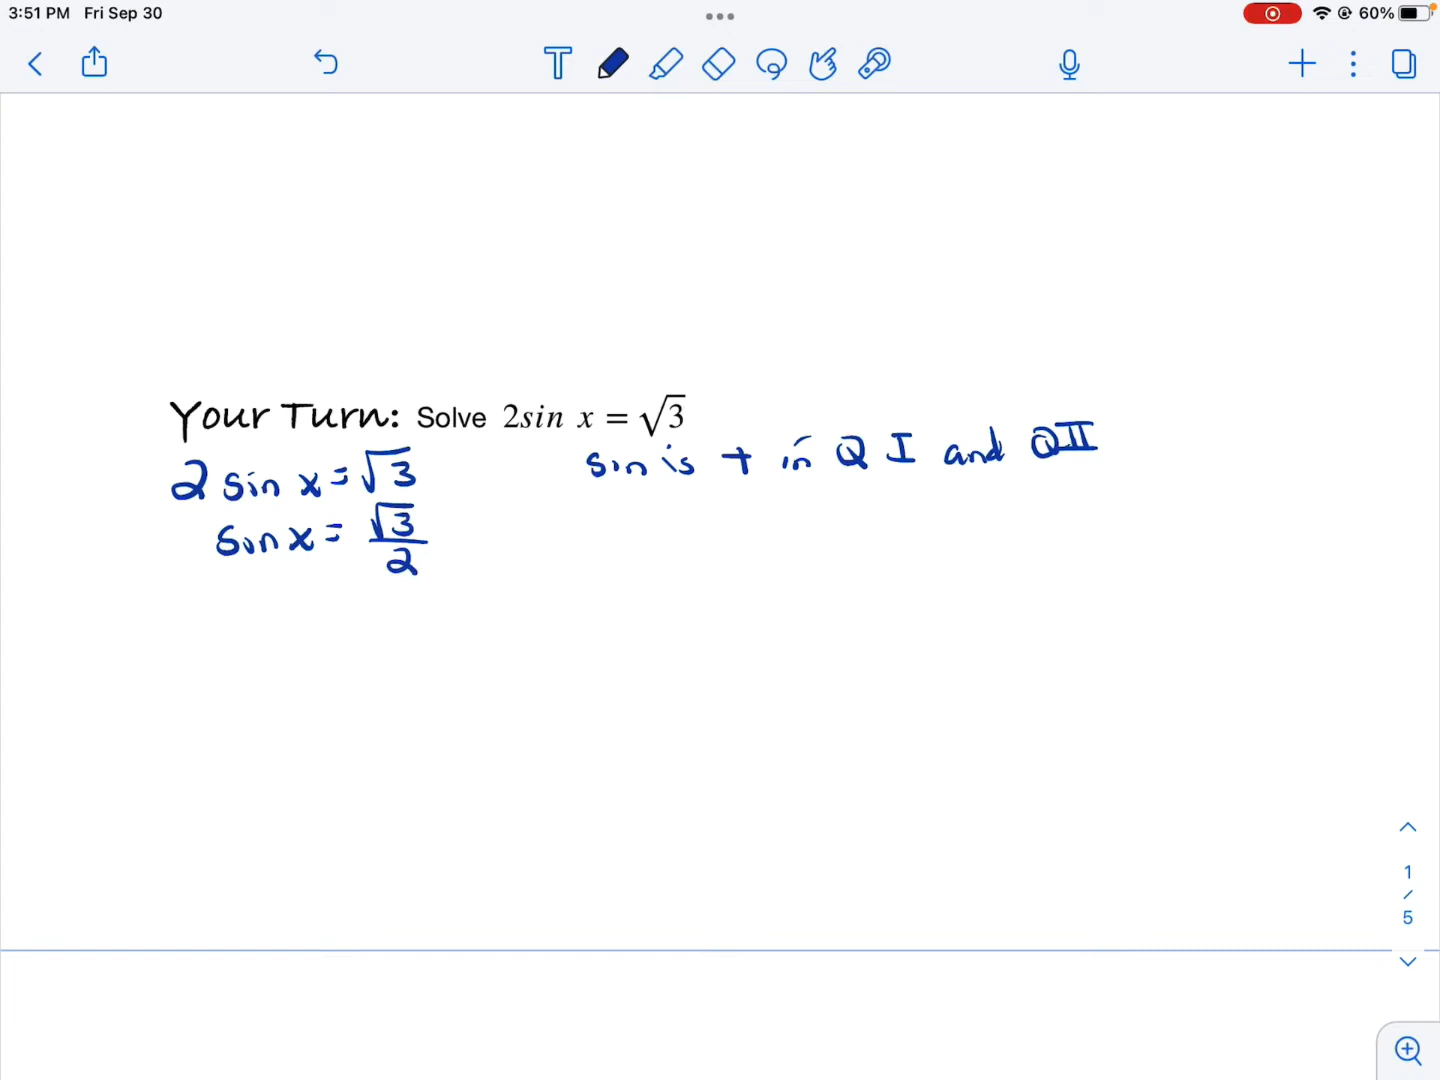 3:51 PM Fri Sep 30
60%
Your Turn: Solve 2sin x = √3
2 sin x = √3
sin is + in Q I and Q II
sin x = √3/2
1
/
5